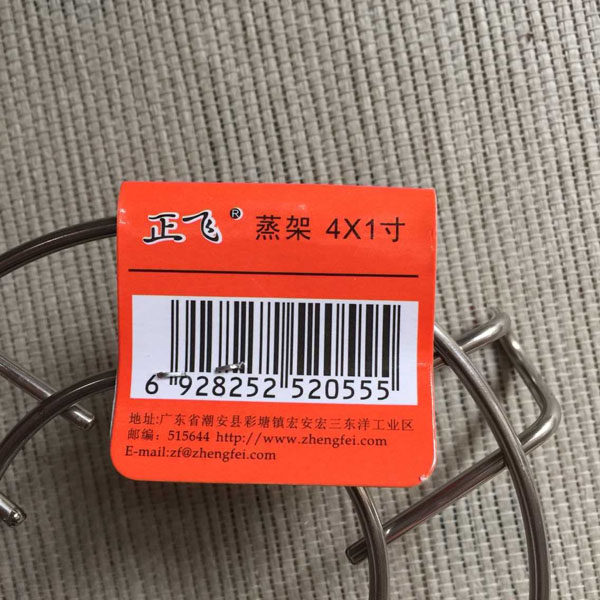 正飞® 蒸架 4X1寸
6 928252 520555
地址:广东省潮安县彩塘镇宏安宏三东洋工业区
邮编: 515644 http://www.zhengfei.com
E-mail:zf@zhengfei.com